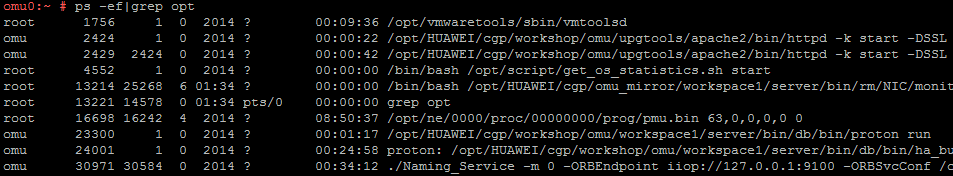 omu0:~ # ps -ef|grep opt
root      1756     1  0  2014 ?        00:09:36 /opt/vmwaretools/sbin/vmtoolsd
omu       2424     1  0  2014 ?        00:00:22 /opt/HUAWEI/cgp/workshop/omu/upgtools/apache2/bin/httpd -k start -DSSL
omu       2429  2424  0  2014 ?        00:00:42 /opt/HUAWEI/cgp/workshop/omu/upgtools/apache2/bin/httpd -k start -DSSL
root      4552     1  0  2014 ?        00:00:00 /bin/bash /opt/script/get_os_statistics.sh start
root     13214 25268  6 01:34 ?        00:00:00 /bin/bash /opt/HUAWEI/cgp/omu_mirror/workspace1/server/bin/rm/NIC/monit
root     13221 14578  0 01:34 pts/0    00:00:00 grep opt
root     16698 16242  4  2014 ?        08:50:37 /opt/ne/0000/proc/00000000/prog/pmu.bin 63,0,0,0,0 0
omu      23300     1  0  2014 ?        00:01:17 /opt/HUAWEI/cgp/workshop/omu/workspace1/server/bin/db/bin/proton run
omu      24001     1  0  2014 ?        00:24:58 proton: /opt/HUAWEI/cgp/workshop/omu/workspace1/server/bin/db/bin/ha_bu
omu      30971 30584  0  2014 ?        00:34:12 ./Naming_Service -m 0 -ORBEndpoint iiop://127.0.0.1:9100 -ORBSvcConf /o